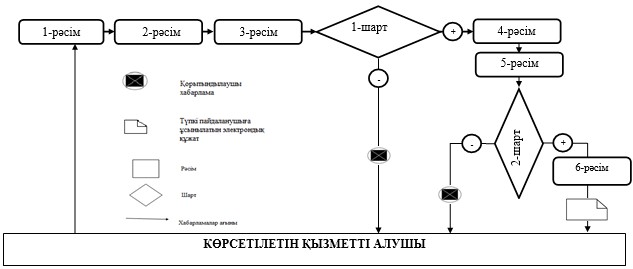 1-рәсім
2-рәсім
3-рәсім
1-шарт
+
4-рәсім
5-рәсім
-
2-шарт
-
+
6-рәсім
Қорытындылаушы
хабарлама
Түпкі пайдаланушыға
ұсынылатын электрондық
құжат
Рәсім
Шарт
Хабарламалар ағыны
КӨРСЕТІЛЕТІН ҚЫЗМЕТТІ АЛУШЫ